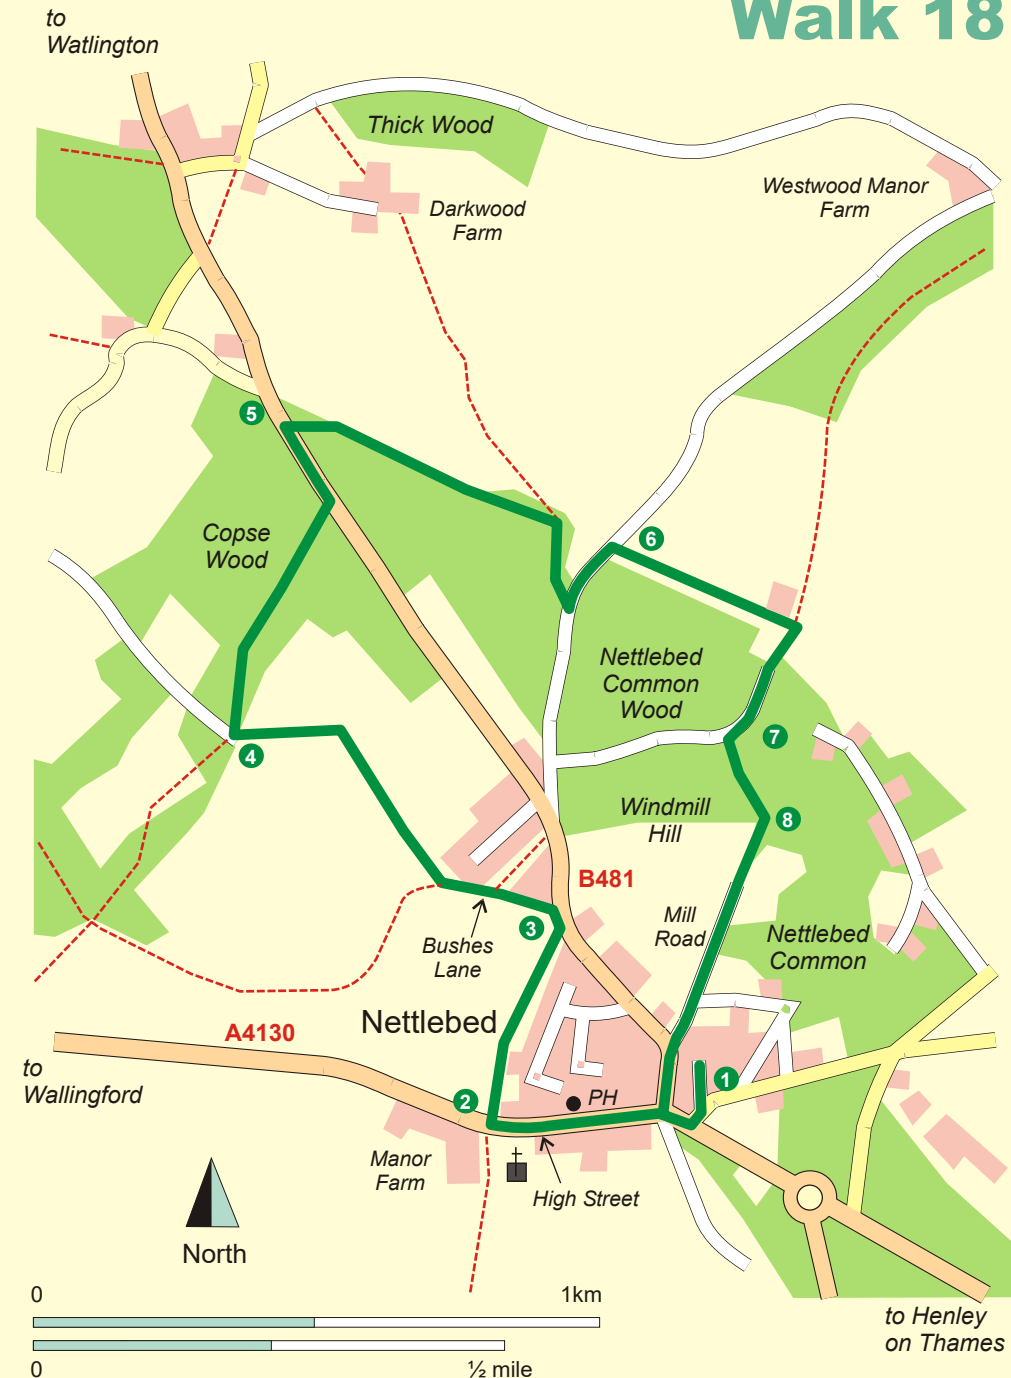 Walk 18
to
Watlington
Thick Wood
Westwood Manor
Farm
Darkwood
Farm
5
Copse
Wood
6
Nettlebed
Common
Wood
7
4
Windmill
Hill
8
B481
Mill
Road
3
Bushes
Lane
Nettlebed
Common
Nettlebed
A4130
to
Wallingford
1
2
PH
Manor
Farm
High Street
North
0
1km
0
½ mile
to Henley
on Thames